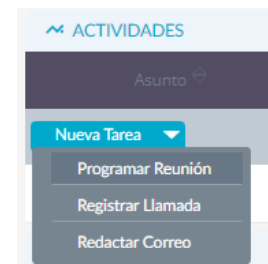 ACTIVIDADES
Asunto
Nueva Tarea
Programar Reunión
Registrar Llamada
Redactar Correo